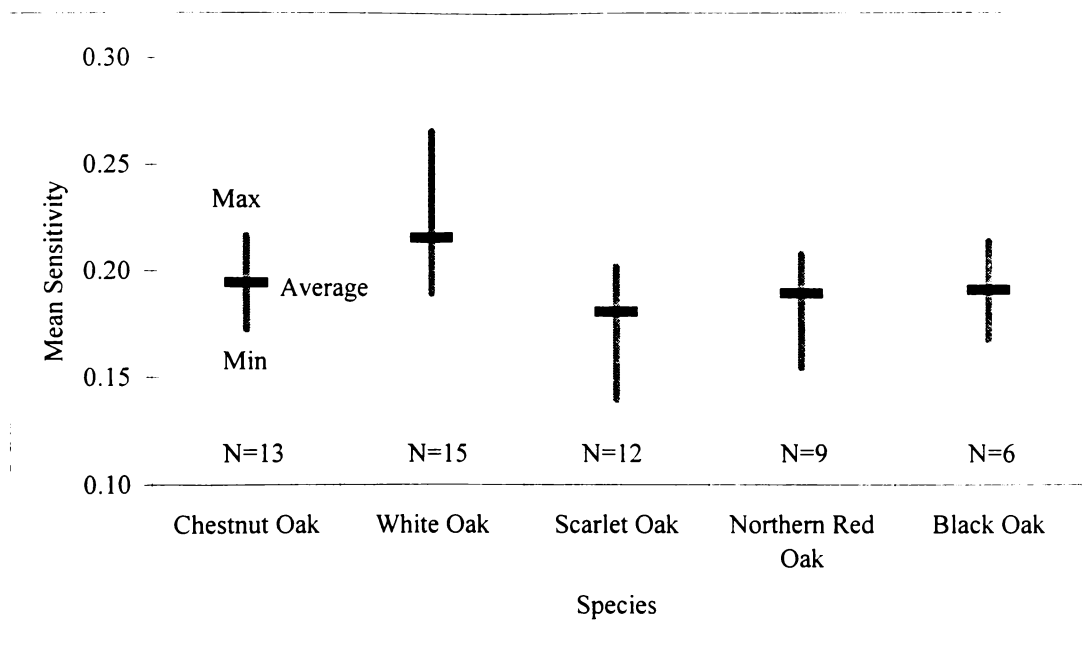 0.30
0.25
0.20
0.15
0.10
Mean Sensitivity
Max
Average
Min
N=13 N=15 N=12 N=9 N=6
Chestnut Oak White Oak Scarlet Oak Northern Red Black Oak
Oak
Species